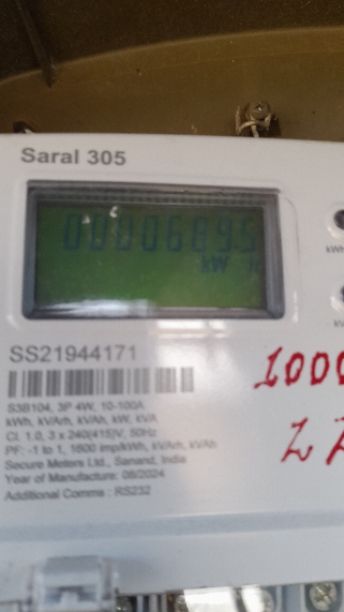 Saral 305
kW h
SS21944171
S3B104, 3P 4W, 10-100A
kWh, kVArh, kVAh, kW, kVA
Cl. 1.0, 3 x 240(415)V, 50Hz
PF: -1 to 1, 1600 imp/kWh, kVArh, kVAh
Secure Meters Ltd., Sanand, India
Year of Manufacture: 08/2024
Additional Comms : RS232